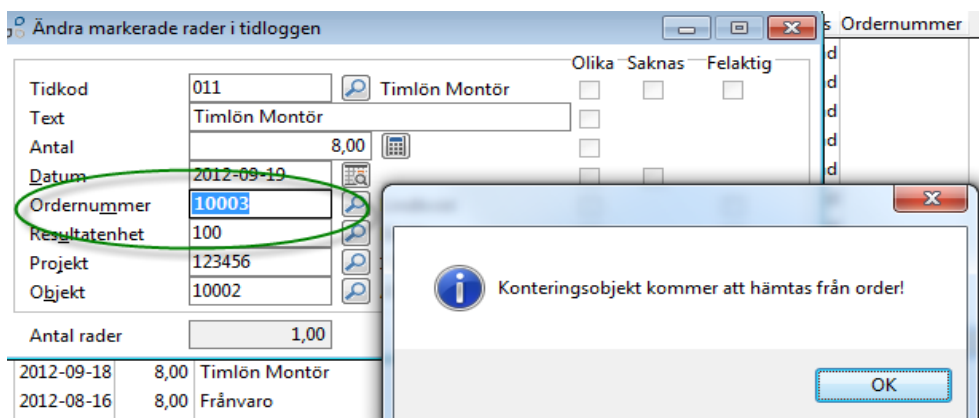 Ändra markerade rader i tidloggen
s Ordernummer
Olika Saknas Felaktig
Tidkod 011 Timlön Montör
Text Timlön Montör
Antal 8,00
Datum 2012-09-19
Ordernummer 10003
Resultatenhet 100
Projekt 123456
Objekt 10002
Antal rader 1,00
Konteringsobjekt kommer att hämtas från order!
OK
2012-09-18 8,00 Timlön Montör
2012-08-16 8,00 Frånvaro